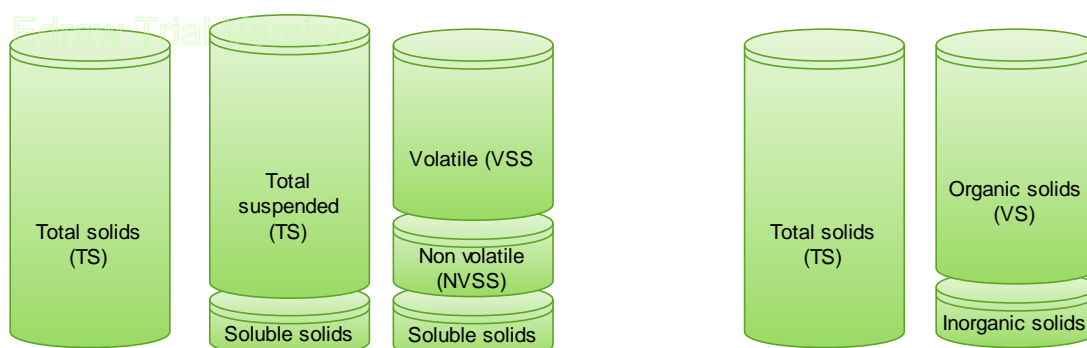 Edraw Trial Version
Total solids
(TS)
Total
suspended
(TS)
Soluble solids
Volatile (VSS
Non volatile
(NVSS)
Soluble solids
Total solids
(TS)
Organic solids
(VS)
Inorganic solids